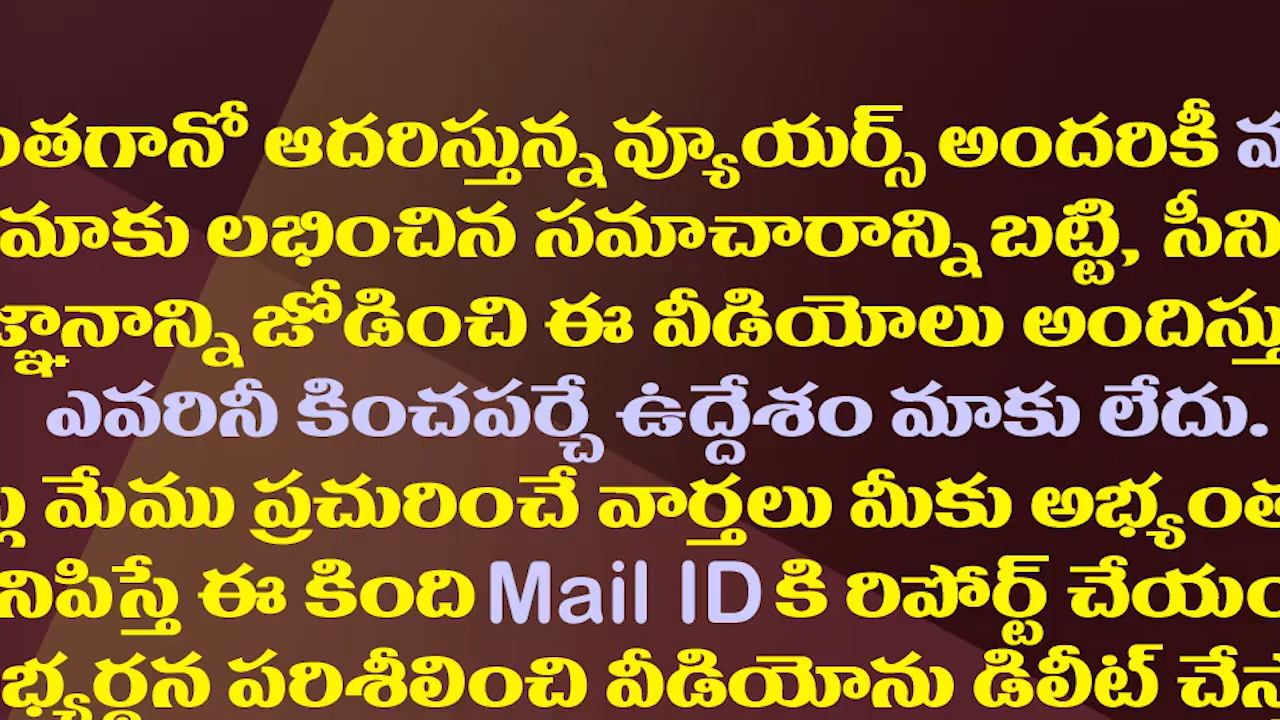 ంతగానో ఆదరిస్తున్న వ్యూయర్స్ అందరికీ
మాకు లభించిన సమాచారాన్ని బట్టి, సీని
జ్ఞానాన్ని జోడించి ఈ వీడియోలు అందిస్తు
ఎవరినీ కించపర్చే ఉద్దేశం మాకు లేదు.
మేము ప్రచురించే వార్తలు మీకు అభ్యంత
నిపిస్తే ఈ కింది Mail ID కి రిపోర్ట్ చేయం
భ్యర్ధన పరిశీలించి వీడియోను డిలీట్ చేస